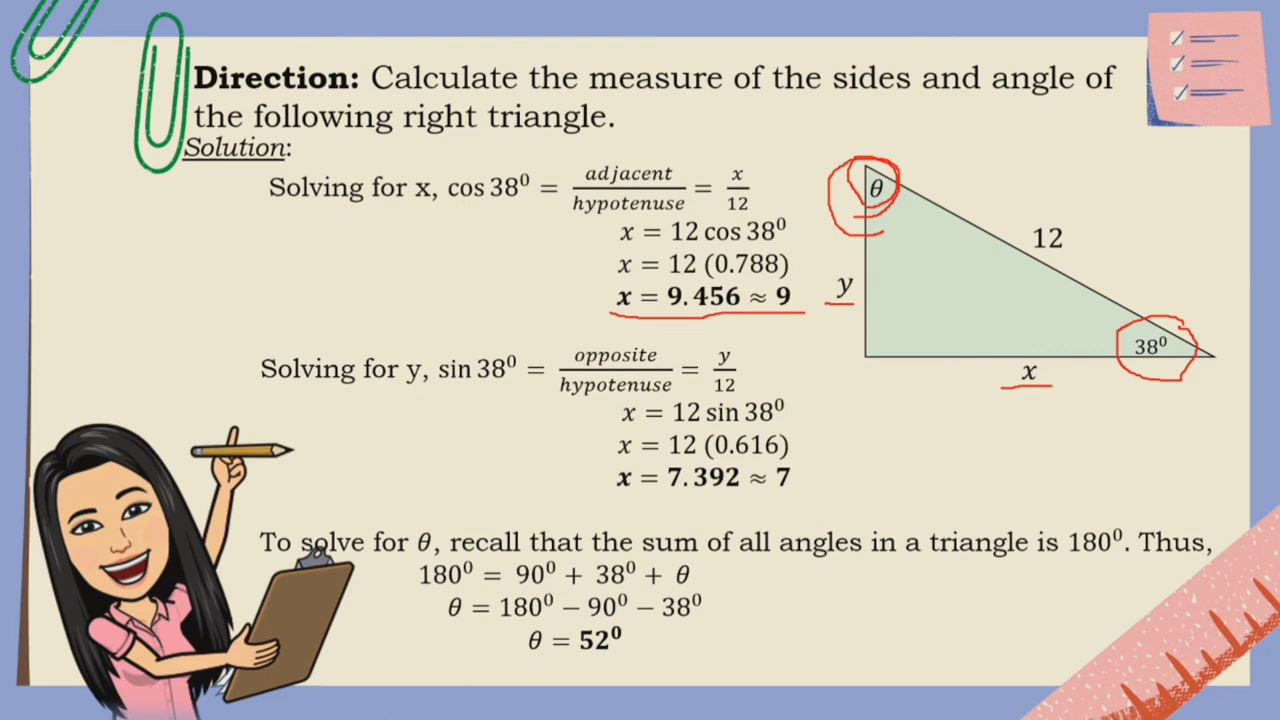 Direction: Calculate the measure of the sides and angle of
the following right triangle.
Solution:
Solving for x, cos 38⁰ = adjacent/hypotenuse = x/12
x = 12 cos 38⁰
x = 12 (0.788)
x = 9.456 ≈ 9
θ
12
y
38⁰
x
Solving for y, sin 38⁰ = opposite/hypotenuse = y/12
x = 12 sin 38⁰
x = 12 (0.616)
x = 7.392 ≈ 7
To solve for θ, recall that the sum of all angles in a triangle is 180⁰. Thus,
180⁰ = 90⁰ + 38⁰ + θ
θ = 180⁰ − 90⁰ − 38⁰
θ = 52⁰